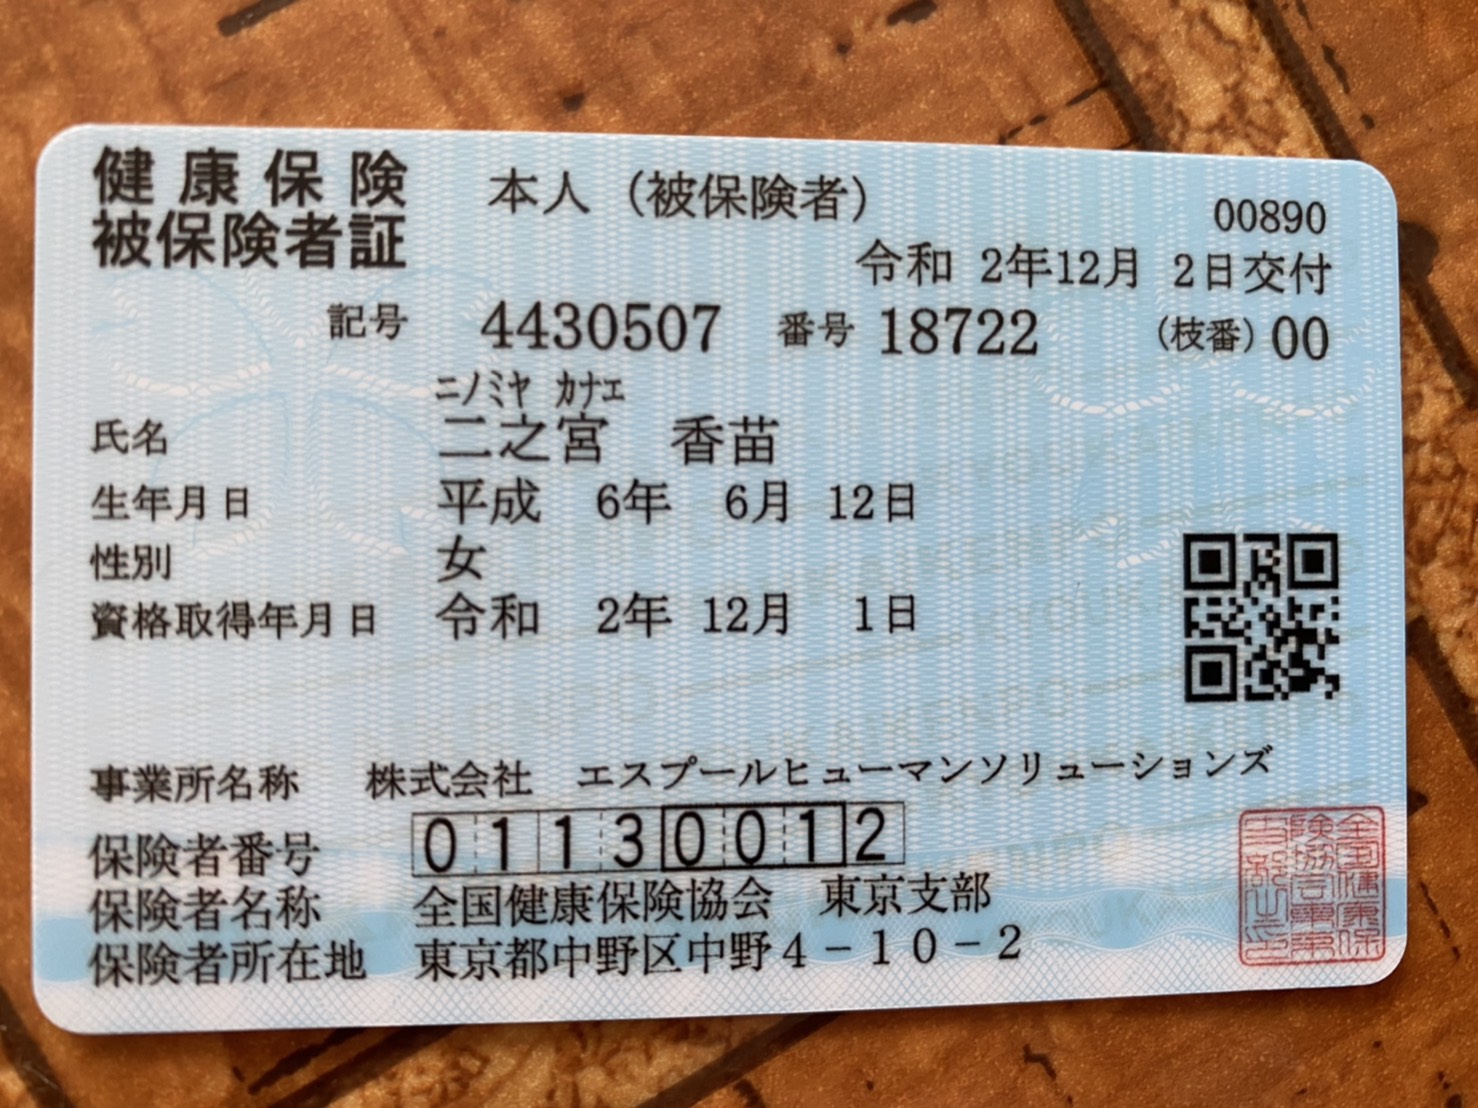 健康保険
被保険者証
本人（被保険者）
00890
令和 2年12月 2日交付
記号 4430507 番号 18722 （枝番）00
ニノミヤ カナエ
氏名 二之宮 香苗
生年月日 平成 6年 6月 12日
性別 女
資格取得年月日 令和 2年 12月 1日
事業所名称 株式会社 エスプールヒューマンソリューションズ
保険者番号 01130012
保険者名称 全国健康保険協会 東京支部
保険者所在地 東京都中野区中野4－10－2